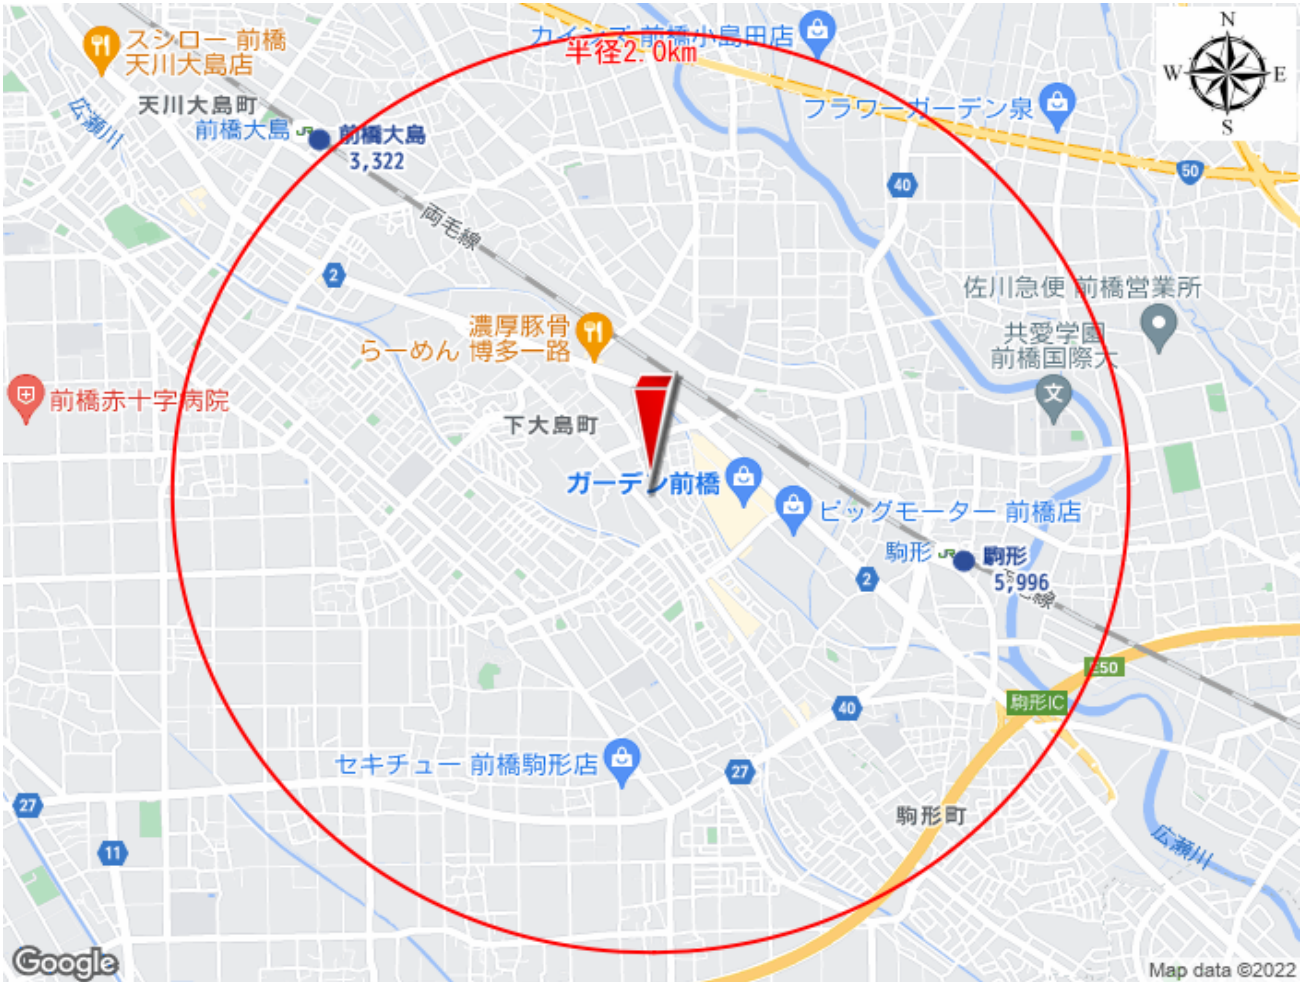 カインズ 前橋小島田店
半径2.0km
N
W
E
S
スシロー 前橋
天川大島店
天川大島町
広瀬川
前橋大島
前橋大島
3,322
フラワーガーデン泉
50
40
両毛線
2
佐川急便 前橋営業所
共愛学園
前橋国際大
濃厚豚骨
らーめん 博多一路
前橋赤十字病院
下大島町
ガーデン前橋
ビッグモーター 前橋店
駒形
駒形
5,996
2
E50
駒形IC
40
セキチュー 前橋駒形店
27
27
11
駒形町
広瀬川
Google
Map data ©2022